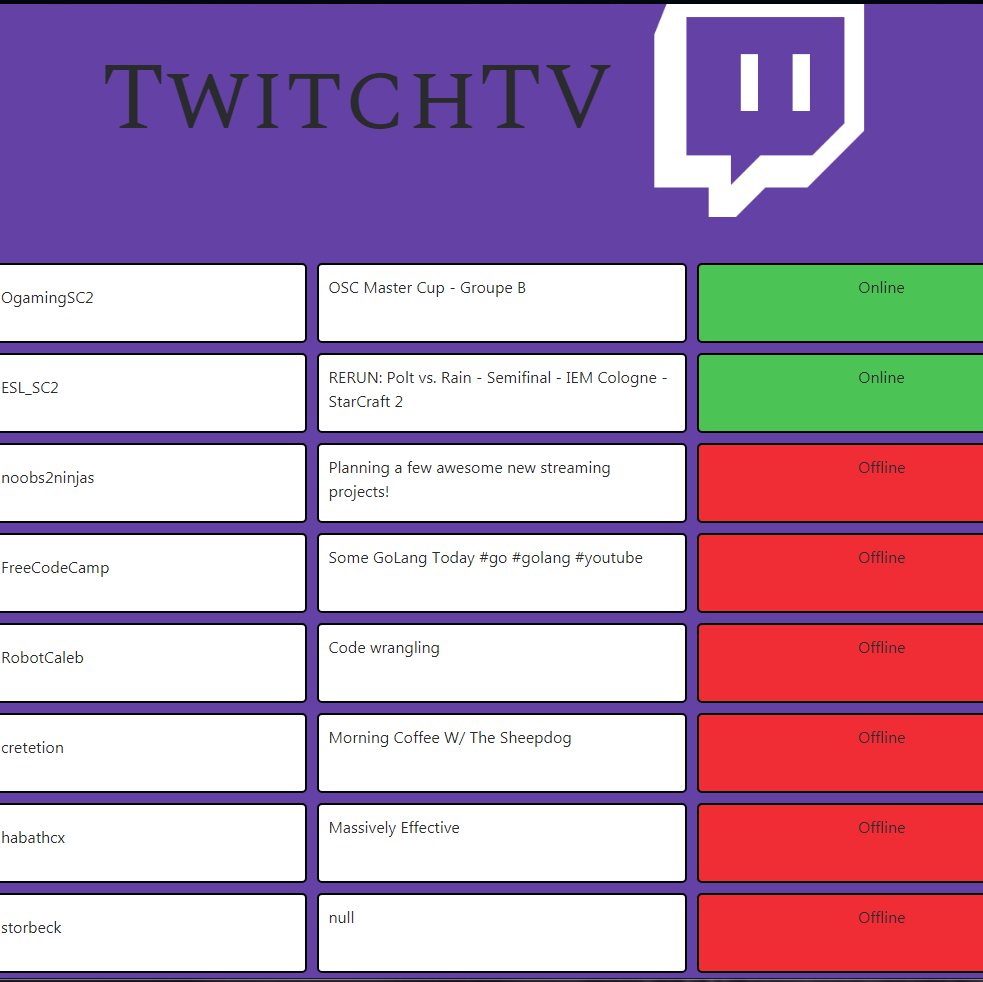 TwitchTV
OgamingSC2
OSC Master Cup - Groupe B
Online
ESL_SC2
RERUN: Polt vs. Rain - Semifinal - IEM Cologne -
StarCraft 2
Online
noobs2ninjas
Planning a few awesome new streaming
projects!
Offline
FreeCodeCamp
Some GoLang Today #go #golang #youtube
Offline
RobotCaleb
Code wrangling
Offline
cretetion
Morning Coffee W/ The Sheepdog
Offline
habathcx
Massively Effective
Offline
storbeck
null
Offline